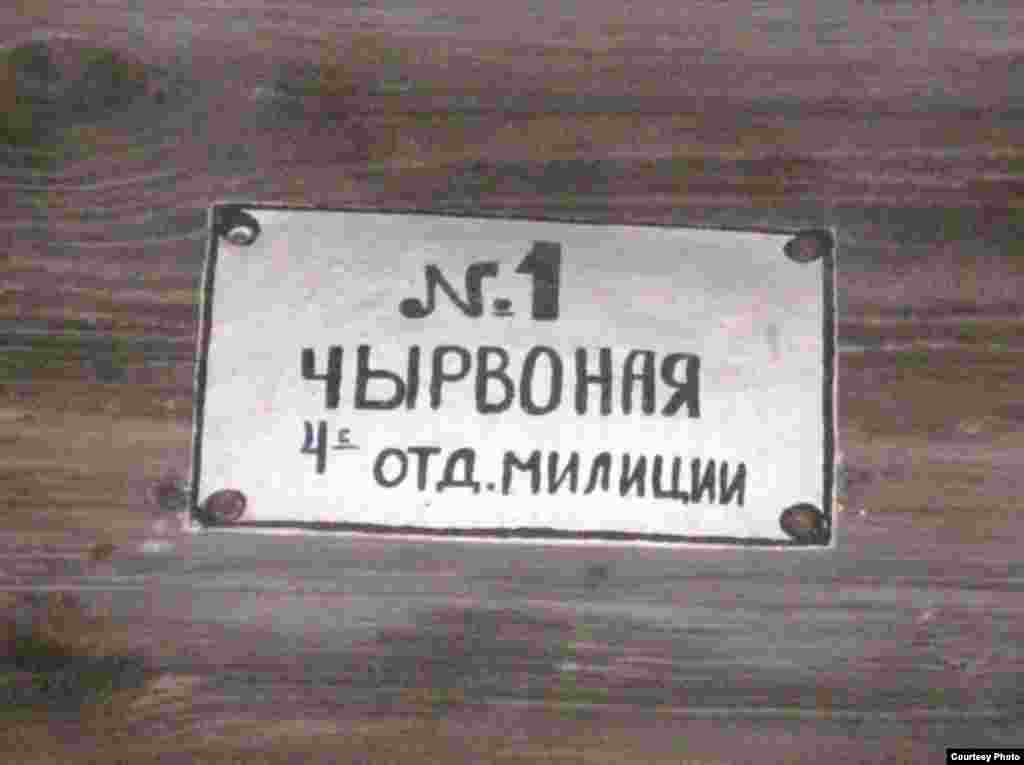 №1
ЧЫРВОНАЯ
4с ОТД. МИЛИЦИИ
Courtesy Photo